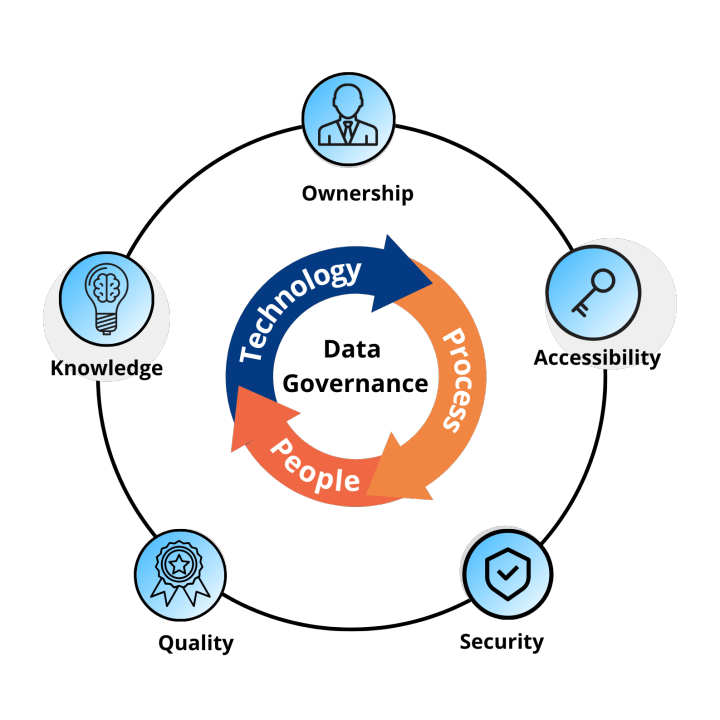 Ownership
Technology
Process
People
Data
Governance
Knowledge
Accessibility
Quality
Security